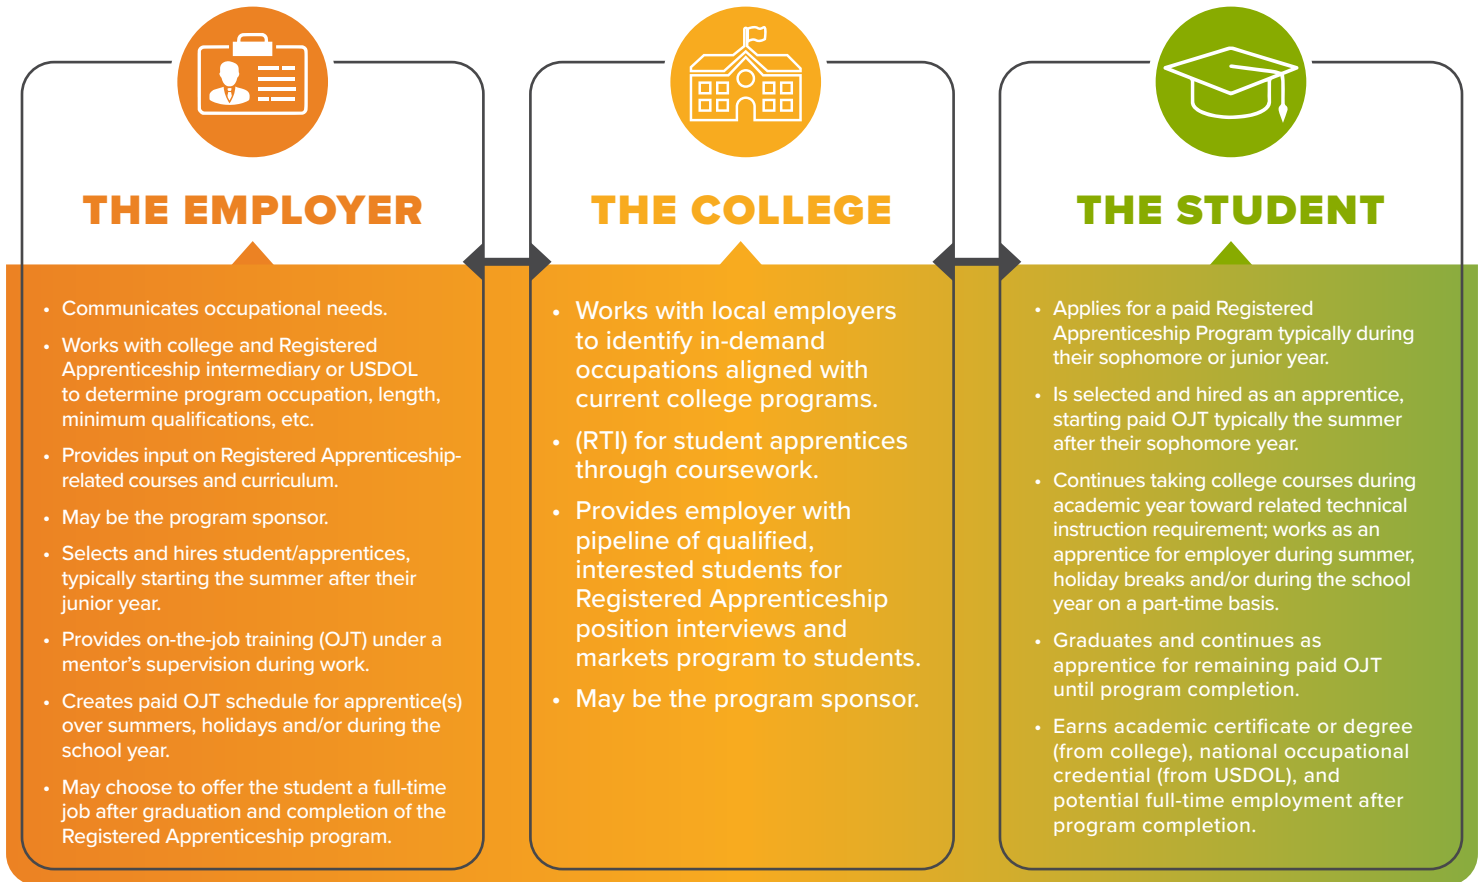 THE EMPLOYER
• Communicates occupational needs.
• Works with college and Registered
Apprenticeship intermediary or USDOL
to determine program occupation, length,
minimum qualifications, etc.
• Provides input on Registered Apprenticeship-
related courses and curriculum.
• May be the program sponsor.
• Selects and hires student/apprentices,
typically starting the summer after their
junior year.
• Provides on-the-job training (OJT) under a
mentor’s supervision during work.
• Creates paid OJT schedule for apprentice(s)
over summers, holidays and/or during the
school year.
• May choose to offer the student a full-time
job after graduation and completion of the
Registered Apprenticeship program.
THE COLLEGE
• Works with local employers
to identify in-demand
occupations aligned with
current college programs.
• (RTI) for student apprentices
through coursework.
• Provides employer with
pipeline of qualified,
interested students for
Registered Apprenticeship
position interviews and
markets program to students.
• May be the program sponsor.
THE STUDENT
• Applies for a paid Registered
Apprenticeship Program typically during
their sophomore or junior year.
• Is selected and hired as an apprentice,
starting paid OJT typically the summer
after their sophomore year.
• Continues taking college courses during
academic year toward related technical
instruction requirement; works as an
apprentice for employer during summer,
holiday breaks and/or during the school
year on a part-time basis.
• Graduates and continues as
apprentice for remaining paid OJT
until program completion.
• Earns academic certificate or degree
(from college), national occupational
credential (from USDOL), and
potential full-time employment after
program completion.